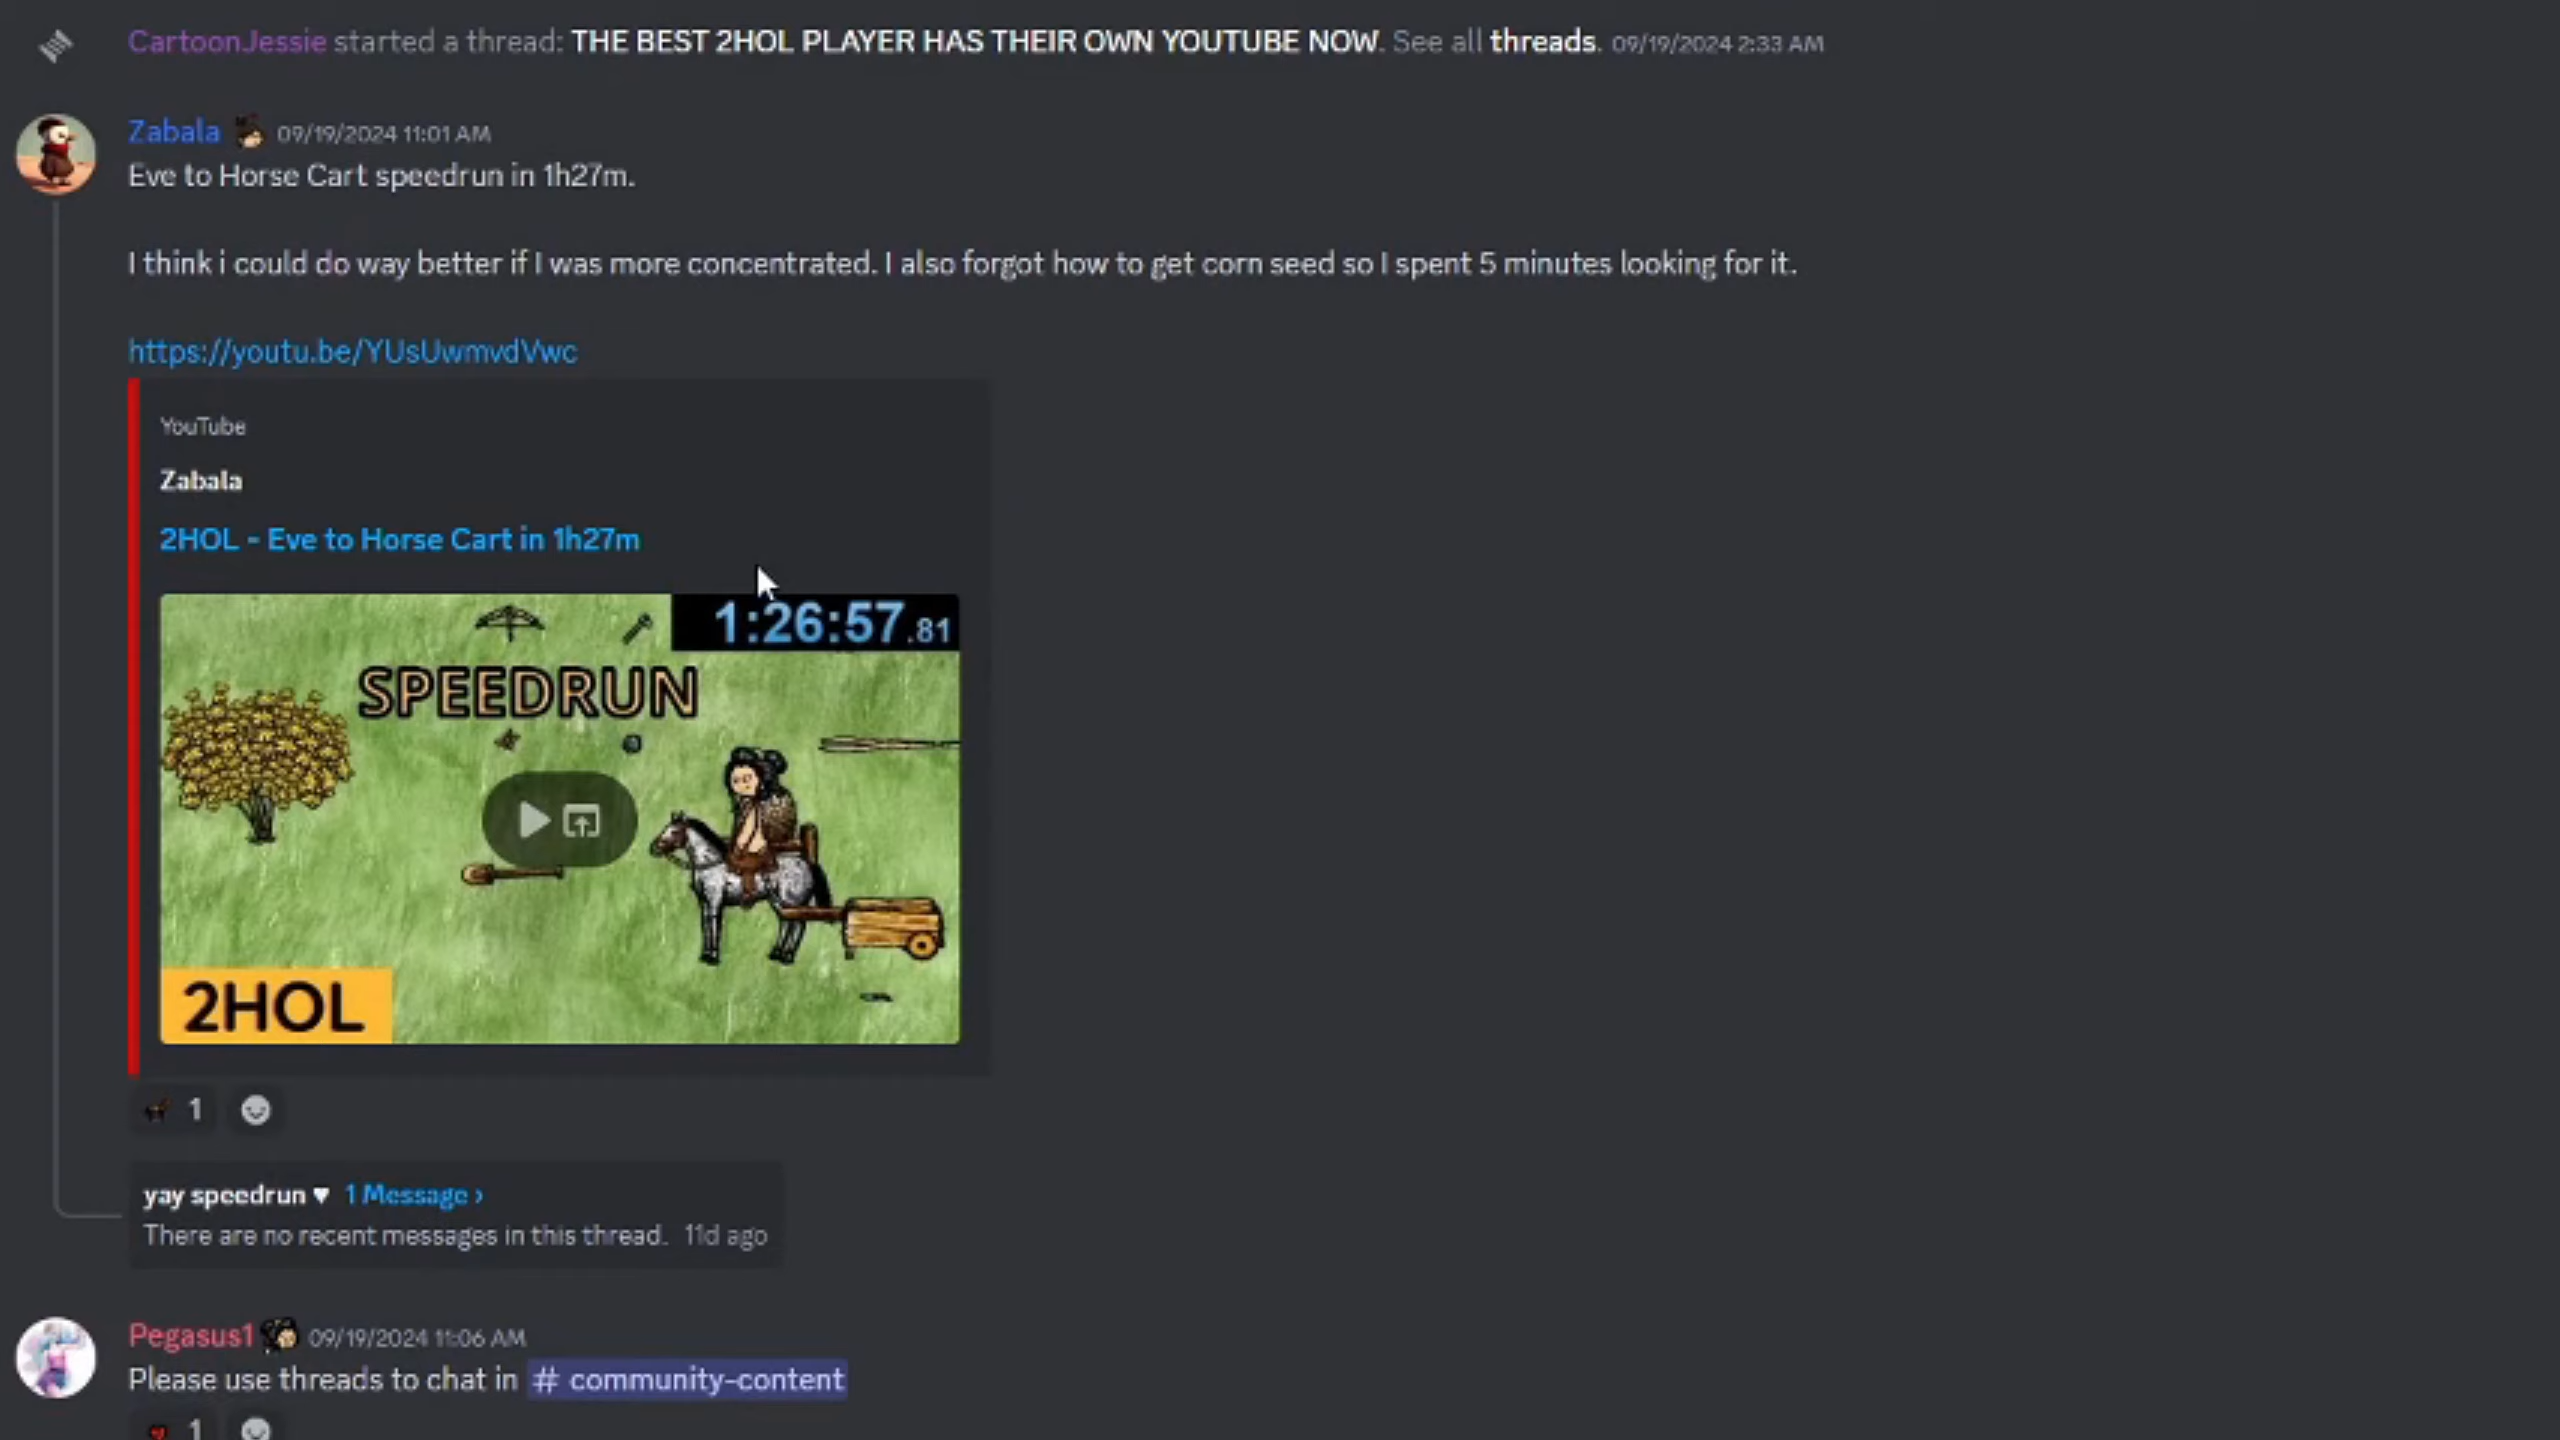 CartoonJessie started a thread: THE BEST 2HOL PLAYER HAS THEIR OWN YOUTUBE NOW. See all threads. 09/19/2024 2:33 AM
Zabala 09/19/2024 11:01 AM
Eve to Horse Cart speedrun in 1h27m.
I think i could do way better if I was more concentrated. I also forgot how to get corn seed so I spent 5 minutes looking for it.
https://youtu.be/YUsUwmvdVwc
YouTube
Zabala
2HOL - Eve to Horse Cart in 1h27m
1:26:57.81
SPEEDRUN
2HOL
1
yay speedrun ♥ 1 Message ›
There are no recent messages in this thread. 11d ago
Pegasus1 09/19/2024 11:06 AM
Please use threads to chat in # community-content
1